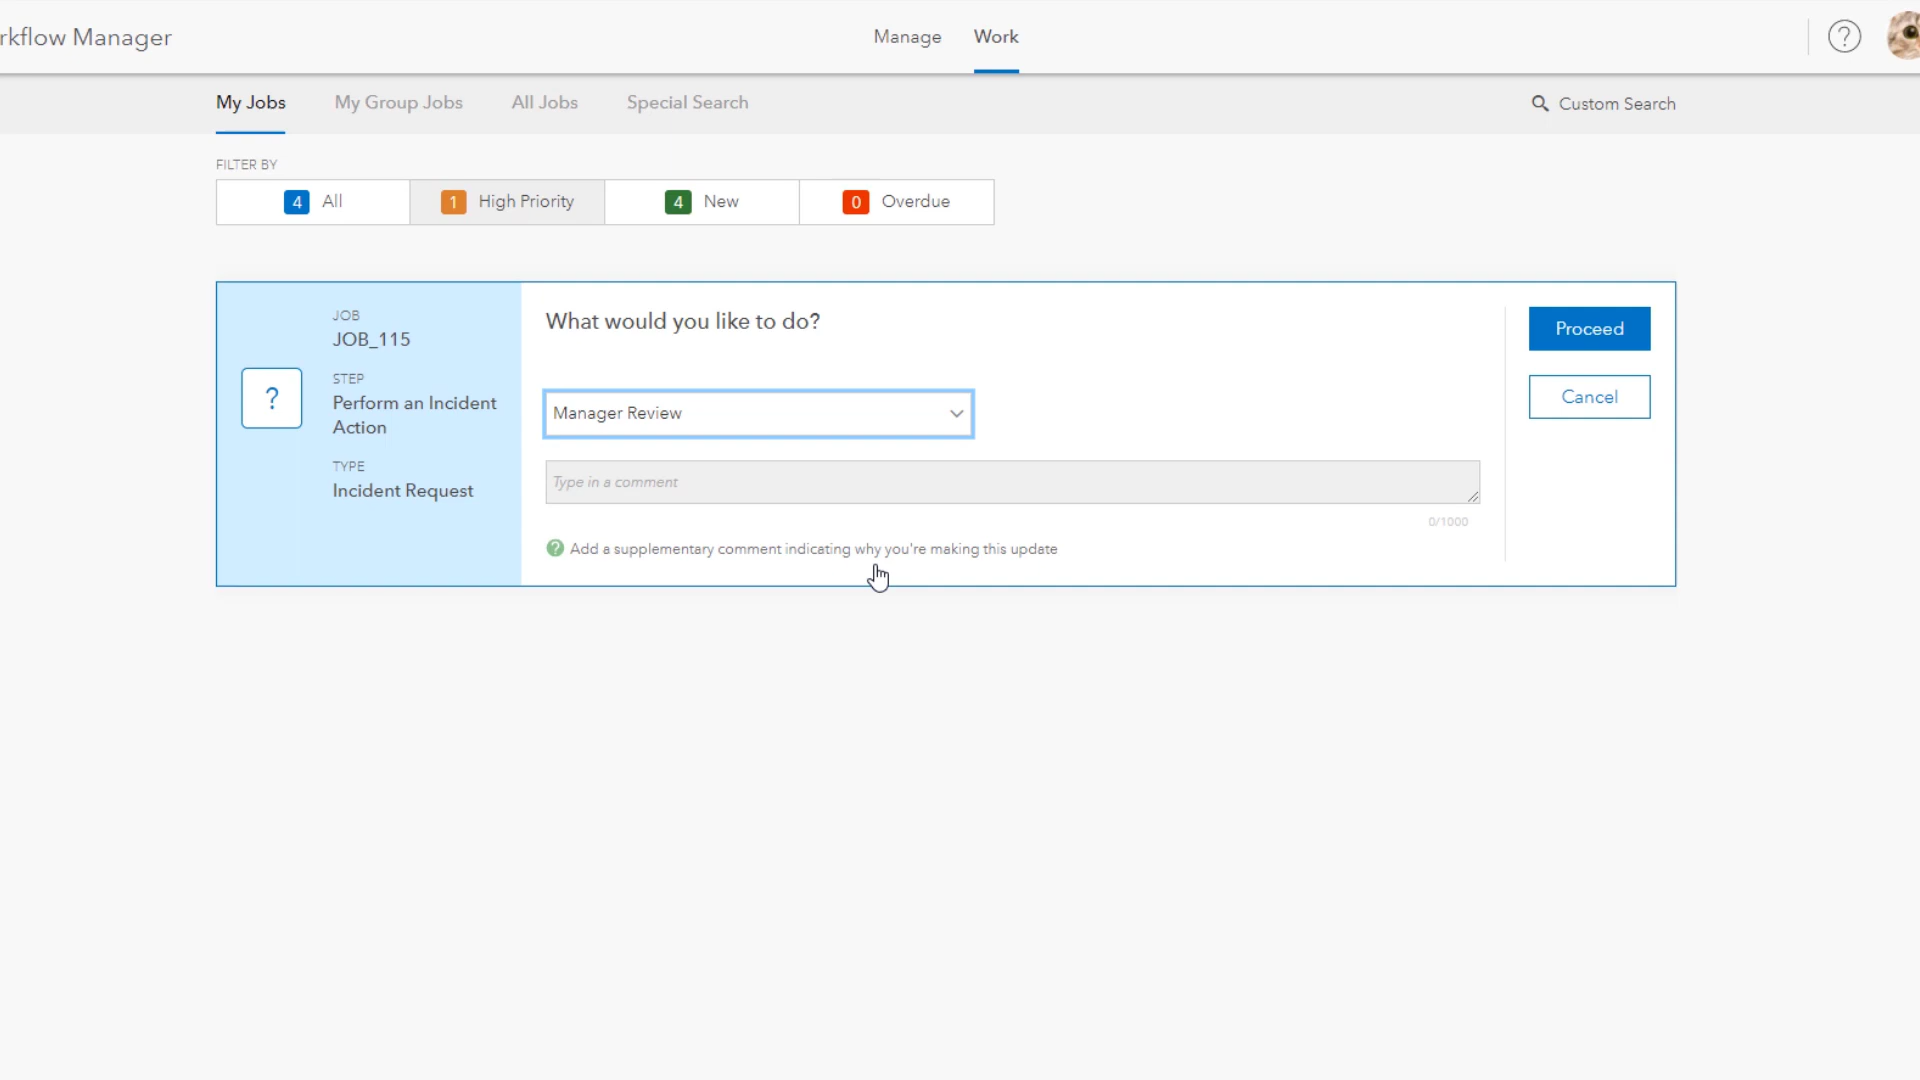 rkflow Manager
Manage
Work
?
My Jobs
My Group Jobs
All Jobs
Special Search
Custom Search
FILTER BY
4 All
1 High Priority
4 New
0 Overdue
JOB
JOB_115
?
STEP
Perform an Incident
Action
TYPE
Incident Request
What would you like to do?
Manager Review
Type in a comment
0/1000
? Add a supplementary comment indicating why you're making this update
Proceed
Cancel